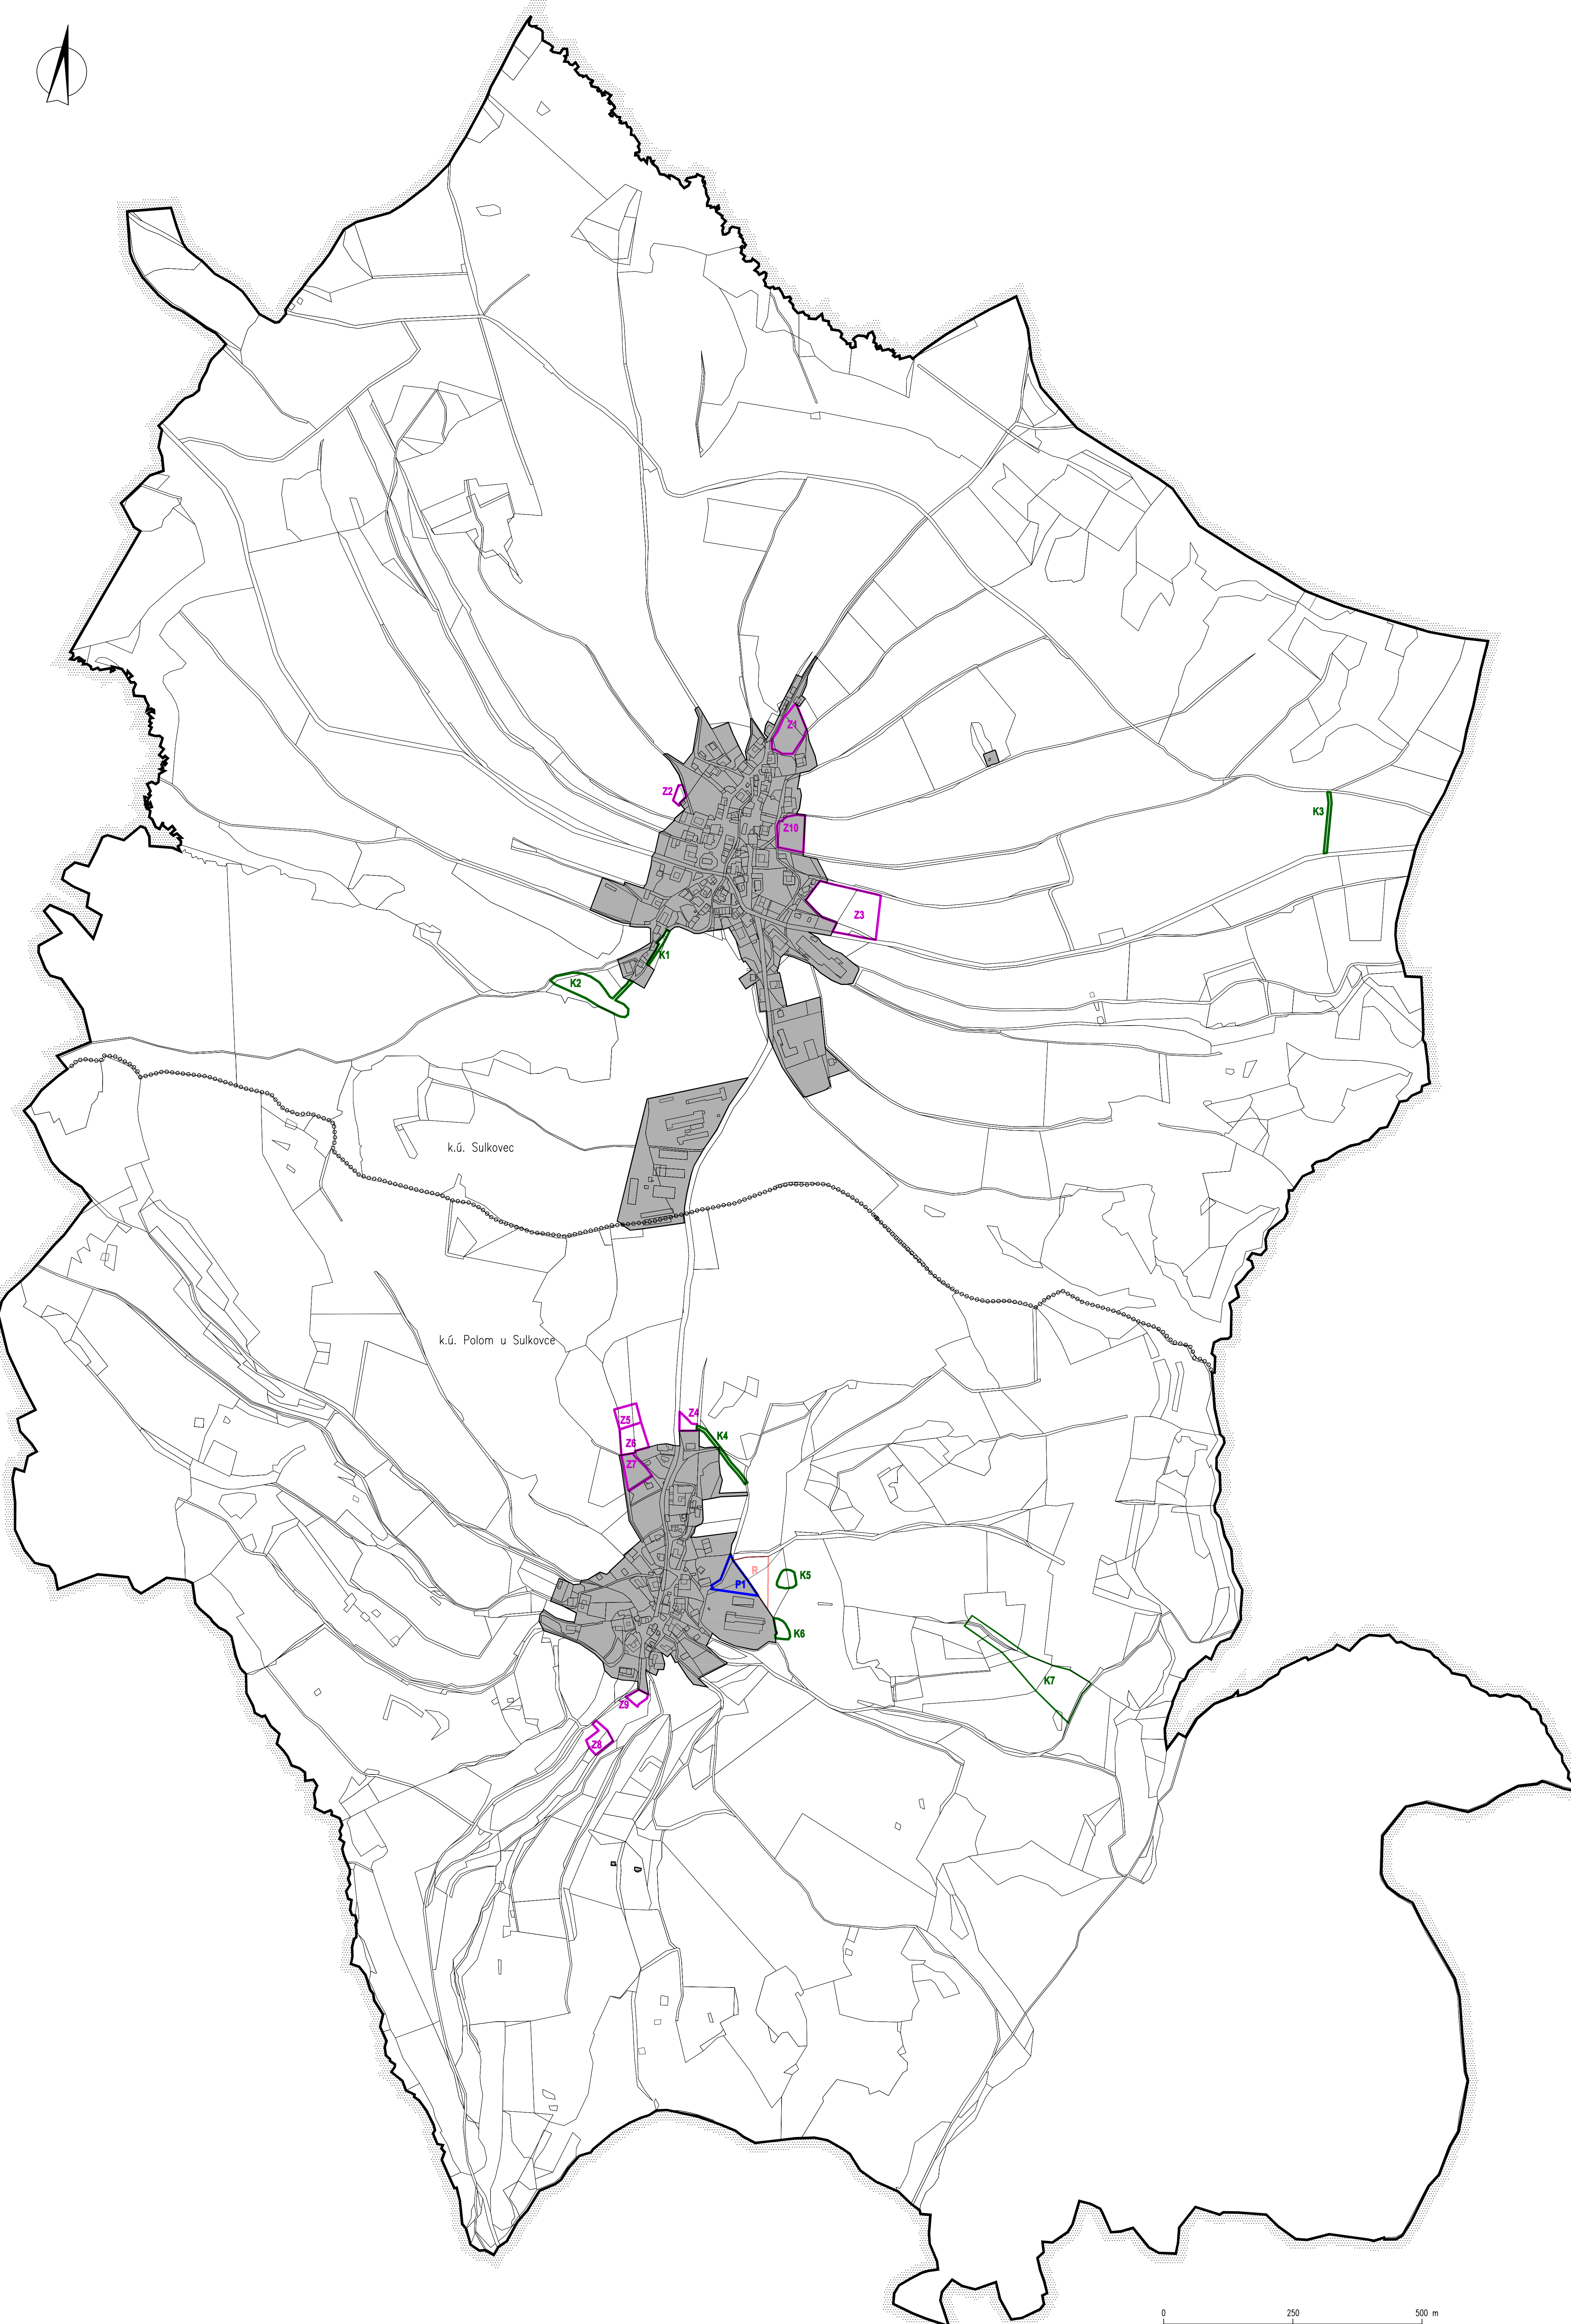 Z1
Z2
K3
Z10
Z3
K1
K2
k.ú. Sulkovec
k.ú. Polom u Sulkovce
Z5
Z4
K4
Z6
Z7
R
K5
P1
K6
K7
Z9
Z8
0 250 500 m